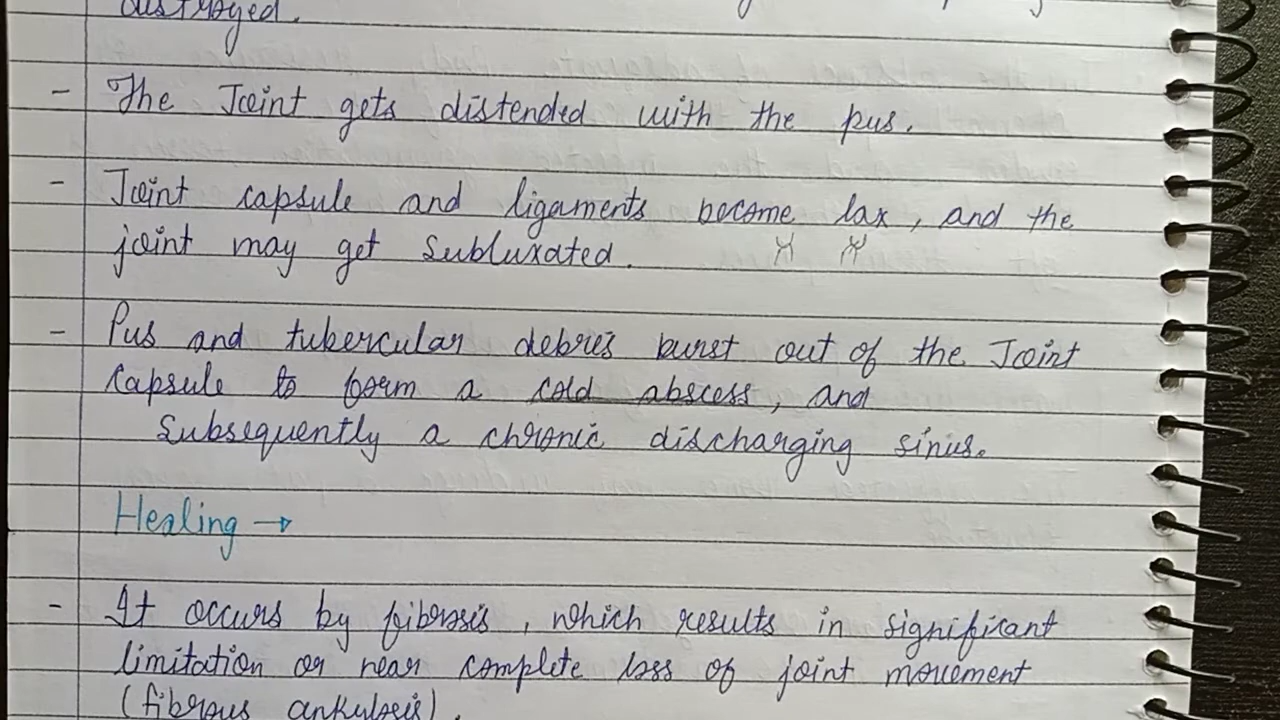 destroyed.
- The Joint gets distended with the pus.
- Joint capsule and ligaments become lax, and the
joint may get subluxated.
- Pus and tubercular debries burst out of the Joint
capsule to form a cold abscess, and
subsequently a chronic discharging sinus.
Healing →
- It occurs by fibrosis, which results in significant
limitation or near complete loss of joint movement
(fibrous ankylosis).